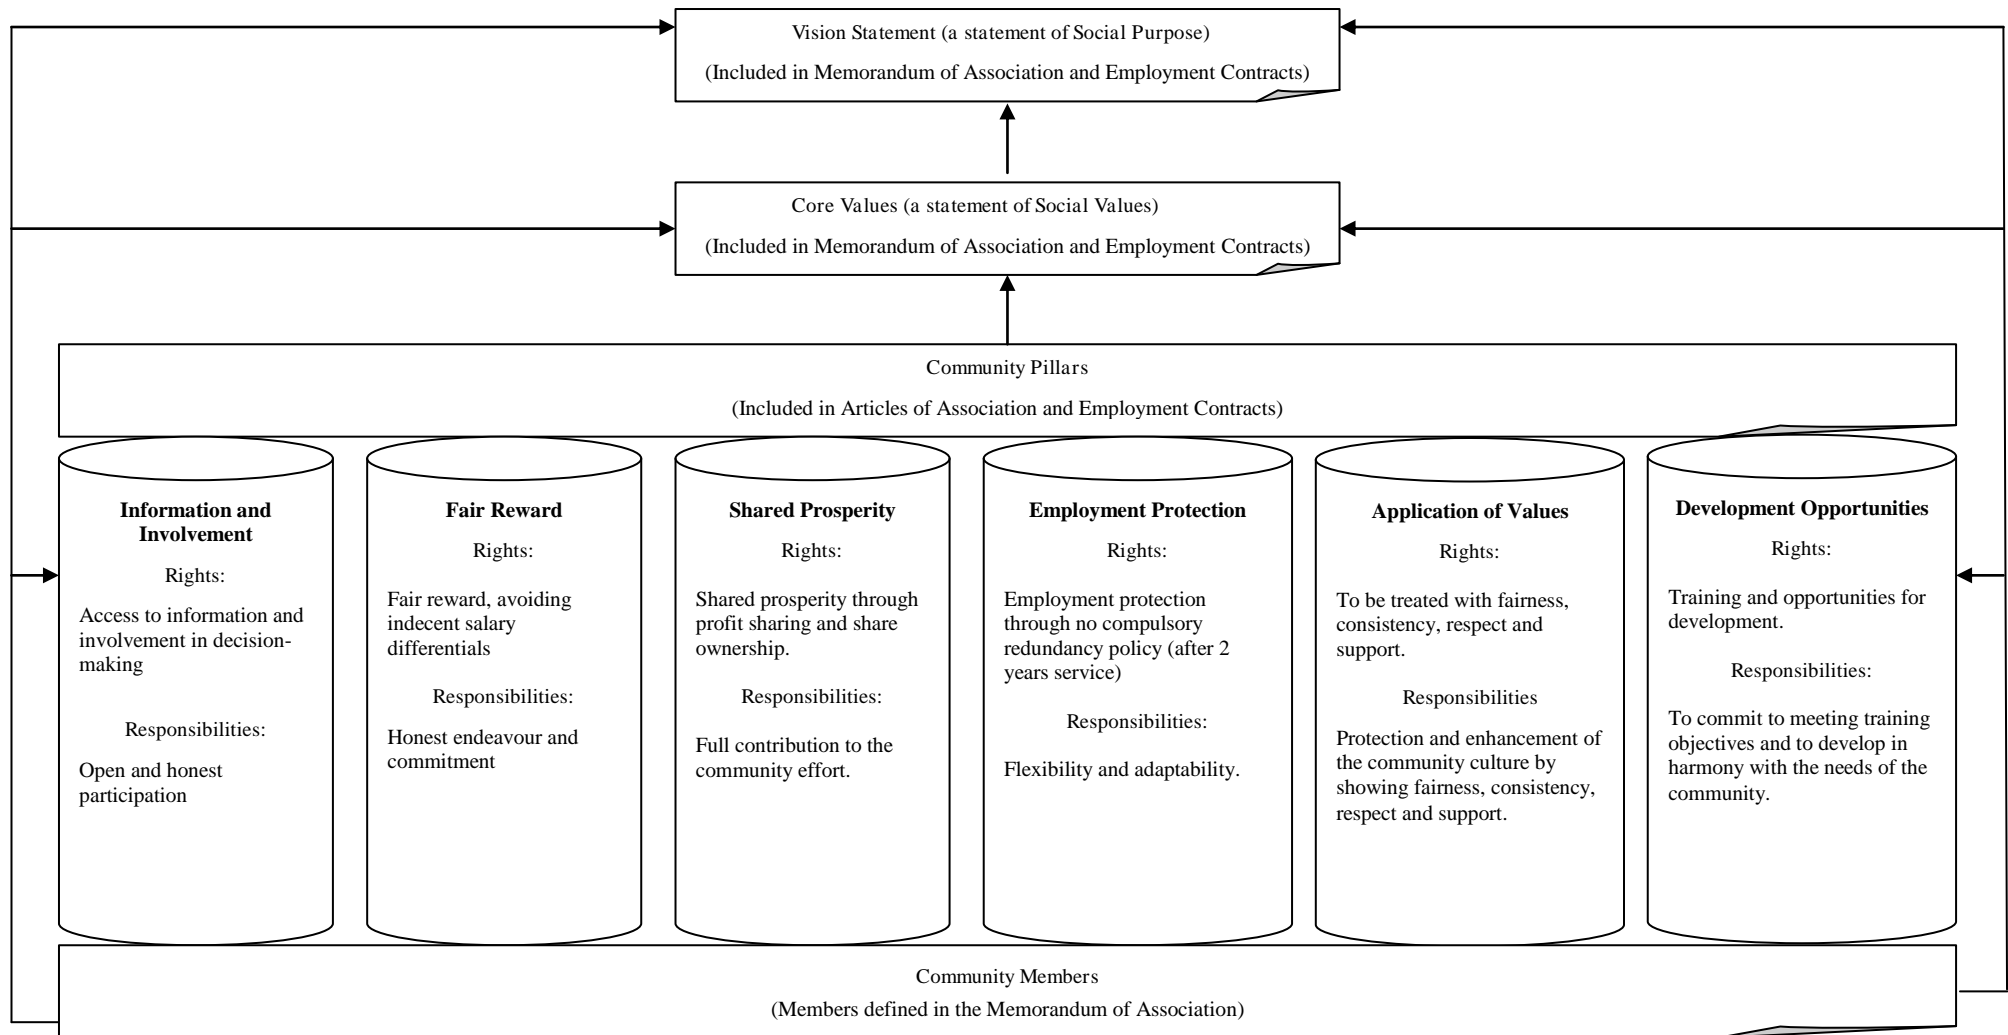 Vision Statement (a statement of Social Purpose)
(Included in Memorandum of Association and Employment Contracts)
Core Values (a statement of Social Values)
(Included in Memorandum of Association and Employment Contracts)
Community Pillars
(Included in Articles of Association and Employment Contracts)
Information and
Involvement
Rights:
Access to information and
involvement in decision-
making
Responsibilities:
Open and honest
participation
Fair Reward
Rights:
Fair reward, avoiding
indecent salary
differentials
Responsibilities:
Honest endeavour and
commitment
Shared Prosperity
Rights:
Shared prosperity through
profit sharing and share
ownership.
Responsibilities:
Full contribution to the
community effort.
Employment Protection
Rights:
Employment protection
through no compulsory
redundancy policy (after 2
years service)
Responsibilities:
Flexibility and adaptability.
Application of Values
Rights:
To be treated with fairness,
consistency, respect and
support.
Responsibilities
Protection and enhancement of
the community culture by
showing fairness, consistency,
respect and support.
Development Opportunities
Rights:
Training and opportunities for
development.
Responsibilities:
To commit to meeting training
objectives and to develop in
harmony with the needs of the
community.
Community Members
(Members defined in the Memorandum of Association)